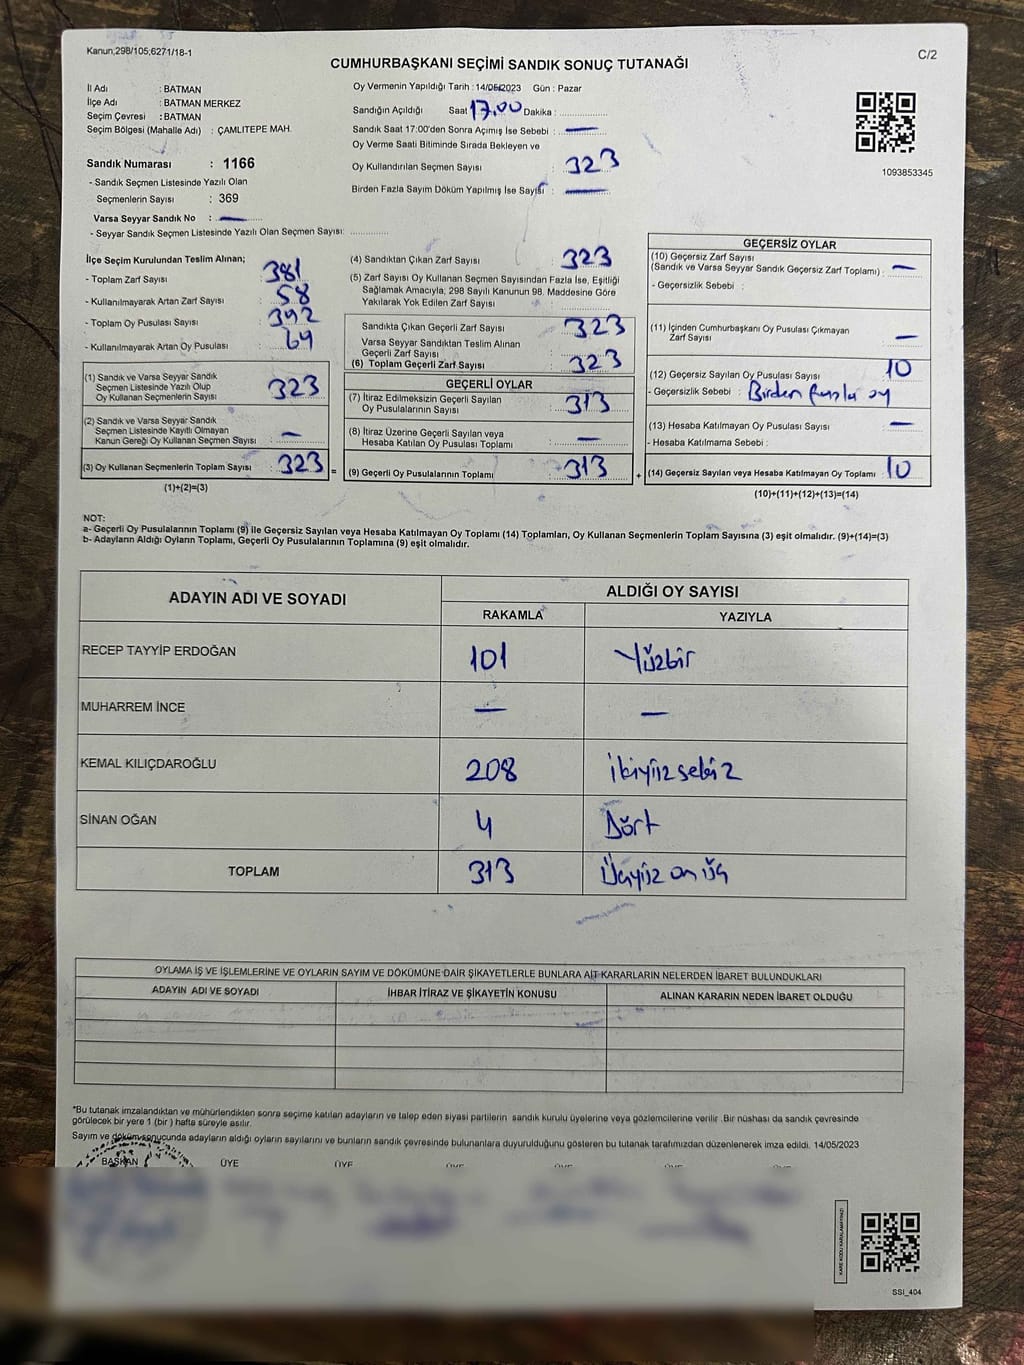 Kanun,298/105,6271/18-1
C/2
CUMHURBAŞKANI SEÇİMİ SANDIK SONUÇ TUTANAĞI
İl Adı : BATMAN
İlçe Adı : BATMAN MERKEZ
Seçim Çevresi : BATMAN
Seçim Bölgesi (Mahalle Adı) : ÇAMLITEPE MAH.
Sandık Numarası : 1166
- Sandık Seçmen Listesinde Yazılı Olan
Seçmenlerin Sayısı : 369
Varsa Seyyar Sandık No : —
- Seyyar Sandık Seçmen Listesinde Yazılı Olan Seçmen Sayısı: ............
Oy Vermenin Yapıldığı Tarih : 14/05/2023 Gün : Pazar
Sandığın Açıldığı Saat 17.00 Dakika : ............
Sandık Saat 17:00'den Sonra Açımış İse Sebebi : —
Oy Verme Saati Bitiminde Sırada Bekleyen ve
Oy Kullandırılan Seçmen Sayısı : 323
Birden Fazla Sayım Döküm Yapılmış İse Sayısı : —
1093853345
İlçe Seçim Kurulundan Teslim Alınan;
- Toplam Zarf Sayısı : 381
- Kullanılmayarak Artan Zarf Sayısı : 58
- Toplam Oy Pusulası Sayısı : 392
- Kullanılmayarak Artan Oy Pusulası : 69
(1) Sandık ve Varsa Seyyar Sandık
Seçmen Listesinde Yazılı Olup
Oy Kullanan Seçmenlerin Sayısı : 323
(2) Sandık ve Varsa Seyyar Sandık
Seçmen Listesinde Kayıtlı Olmayan
Kanun Gereği Oy Kullanan Seçmen Sayısı : —
(3) Oy Kullanan Seçmenlerin Toplam Sayısı : 323 =
(1)+(2)=(3)
(4) Sandıktan Çıkan Zarf Sayısı : 323
(5) Zarf Sayısı Oy Kullanan Seçmen Sayısından Fazla İse, Eşitliği
Sağlamak Amacıyla; 298 Sayılı Kanunun 98. Maddesine Göre
Yakılarak Yok Edilen Zarf Sayısı :
Sandıkta Çıkan Geçerli Zarf Sayısı : 323
Varsa Seyyar Sandıktan Teslim Alınan
Geçerli Zarf Sayısı :
(6) Toplam Geçerli Zarf Sayısı : 323
GEÇERLİ OYLAR
(7) İtiraz Edilmeksizin Geçerli Sayılan
Oy Pusulalarının Sayısı : 313
(8) İtiraz Üzerine Geçerli Sayılan veya
Hesaba Katılan Oy Pusulası Toplamı : —
(9) Geçerli Oy Pusulalarının Toplamı : 313 +
GEÇERSİZ OYLAR
(10) Geçersiz Zarf Sayısı
(Sandık ve Varsa Seyyar Sandık Geçersiz Zarf Toplamı) : —
- Geçersizlik Sebebi :
(11) İçinden Cumhurbaşkanı Oy Pusulası Çıkmayan
Zarf Sayısı : —
(12) Geçersiz Sayılan Oy Pusulası Sayısı : 10
- Geçersizlik Sebebi : Birden fazla oy
(13) Hesaba Katılmayan Oy Pusulası Sayısı : —
- Hesaba Katılmama Sebebi :
(14) Geçersiz Sayılan veya Hesaba Katılmayan Oy Toplamı : 10
(10)+(11)+(12)+(13)=(14)
NOT:
a- Geçerli Oy Pusulalarının Toplamı (9) ile Geçersiz Sayılan veya Hesaba Katılmayan Oy Toplamı (14) Toplamları, Oy Kullanan Seçmenlerin Toplam Sayısına (3) eşit olmalıdır. (9)+(14)=(3)
b- Adayların Aldığı Oyların Toplamı, Geçerli Oy Pusulalarının Toplamına (9) eşit olmalıdır.
ADAYIN ADI VE SOYADI
ALDIĞI OY SAYISI
RAKAMLA YAZIYLA
RECEP TAYYİP ERDOĞAN 101 Yüzbir
MUHARREM İNCE — —
KEMAL KILIÇDAROĞLU 208 ikiyüzsekiz
SİNAN OĞAN 4 Dört
TOPLAM 313 Üçyüz on üç
OYLAMA İŞ VE İŞLEMLERİNE VE OYLARIN SAYIM VE DÖKÜMÜNE DAİR ŞİKAYETLERLE BUNLARA AİT KARARLARIN NELERDEN İBARET BULUNDUKLARI
ADAYIN ADI VE SOYADI İHBAR İTİRAZ VE ŞİKAYETİN KONUSU ALINAN KARARIN NEDEN İBARET OLDUĞU
*Bu tutanak imzalandıktan ve mühürlendikten sonra seçime katılan adayların ve talep eden siyasi partilerin sandık kurulu üyelerine veya gözlemcilerine verilir .Bir nüshası da sandık çevresinde
görülecek bir yere 1 (bir ) hafta süreyle asılır.
Sayım ve döküm sonucunda adayların aldığı oyların sayılarını ve bunların sandık çevresinde bulunanlara duyurulduğunu gösteren bu tutanak tarafımızdan düzenlenerek imza edildi. 14/05/2023
BAŞKAN ÜYE ÜYE ÜYE ÜYE ÜYE ÜYE
KARE KODU KARALAMAYINIZ!
SSI_404